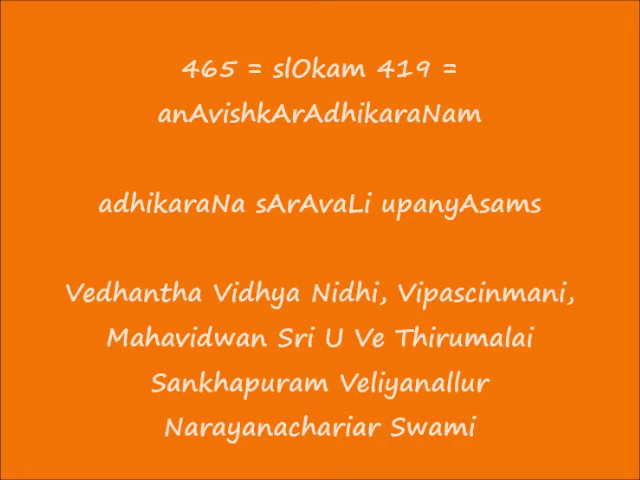 465 = slOkam 419 =
anAvishkArAdhikaraNam
adhikaraNa sArAvaLi upanyAsams
Vedhantha Vidhya Nidhi, Vipascinmani,
Mahavidwan Sri U Ve Thirumalai
Sankhapuram Veliyanallur
Narayanachariar Swami